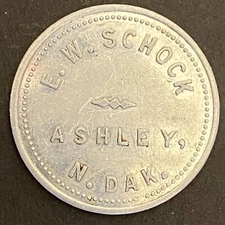 E. W. SCHOCK
ASHLEY,
N. DAK.